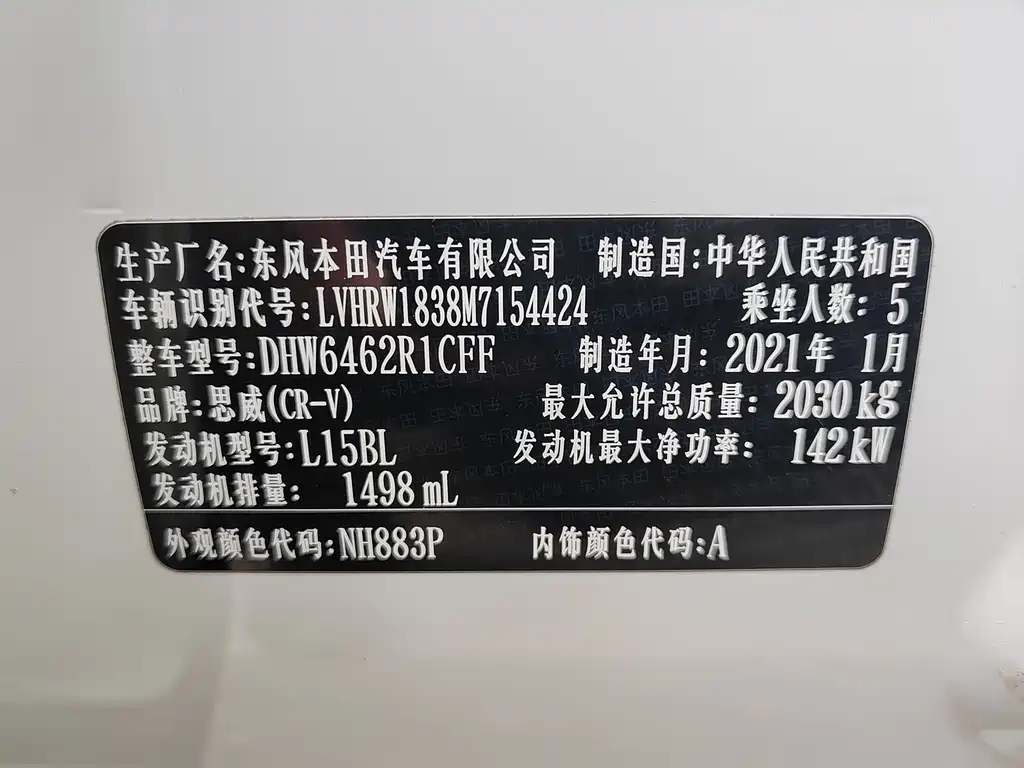 生产厂名:东风本田汽车有限公司 制造国:中华人民共和国
车辆识别代号:LVHRW1838M7154424 乘坐人数:5
整车型号:DHW6462R1CFF 制造年月:2021年 1月
品牌:思威(CR-V) 最大允许总质量:2030kg
发动机型号:L15BL 发动机最大净功率: 142kW
发动机排量: 1498 mL
外观颜色代码:NH883P 内饰颜色代码:A